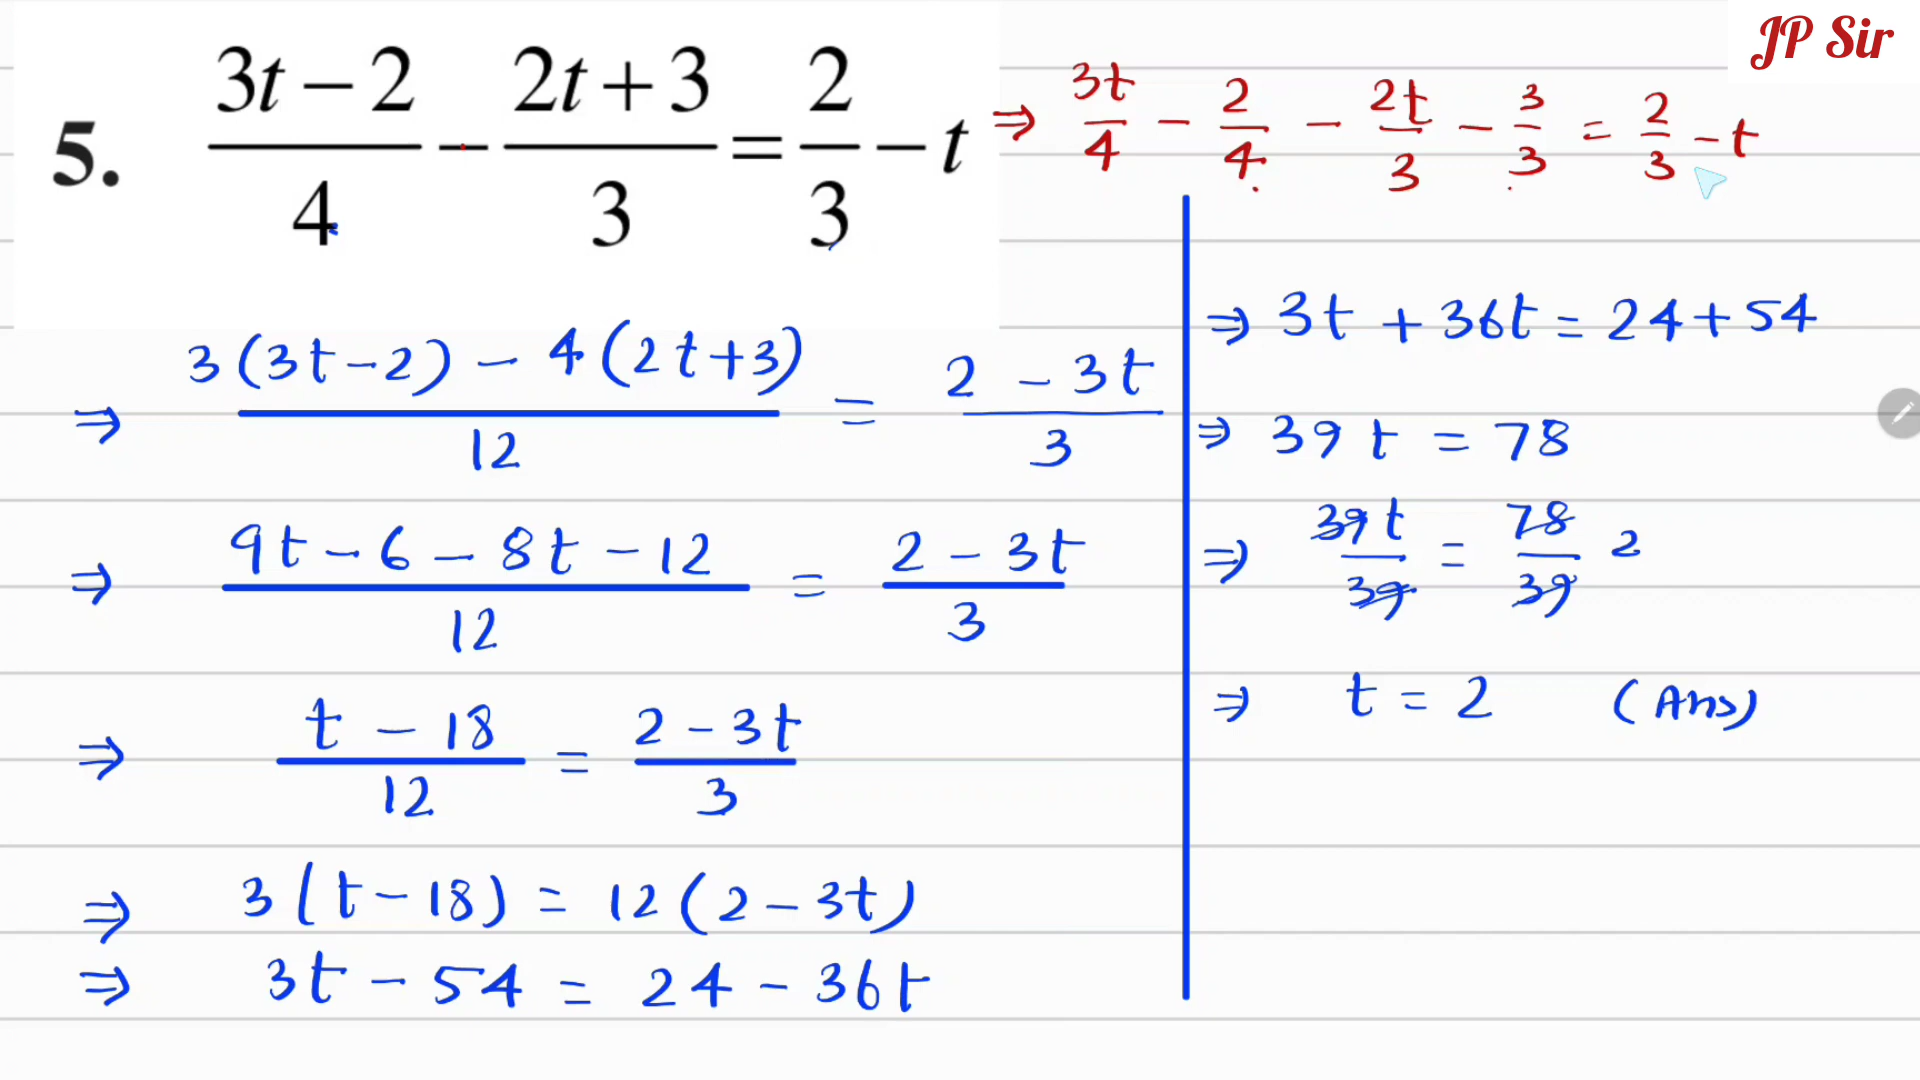 JP Sir
5. (3t − 2)/4 − (2t + 3)/3 = 2/3 − t
⇒ 3t/4 − 2/4 − 2t/3 − 3/3 = 2/3 − t
⇒ (3(3t − 2) − 4(2t + 3))/12 = (2 − 3t)/3
⇒ (9t − 6 − 8t − 12)/12 = (2 − 3t)/3
⇒ (t − 18)/12 = (2 − 3t)/3
⇒ 3(t − 18) = 12(2 − 3t)
⇒ 3t − 54 = 24 − 36t
⇒ 3t + 36t = 24 + 54
⇒ 39t = 78
⇒ 39t/39 = 78/39 2
⇒ t = 2 (Ans)